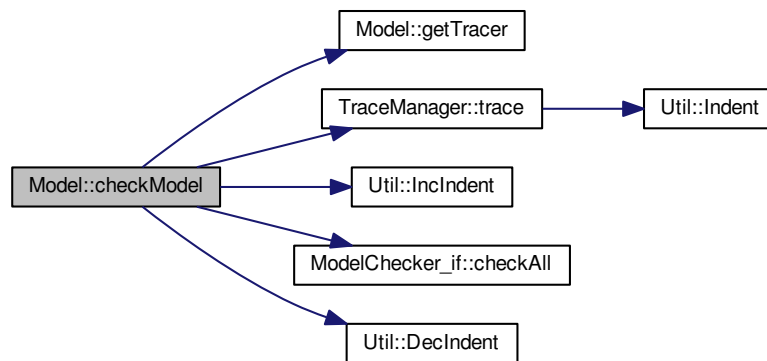 Model::getTracer
TraceManager::trace
Util::Indent
Model::checkModel
Util::IncIndent
ModelChecker_if::checkAll
Util::DecIndent